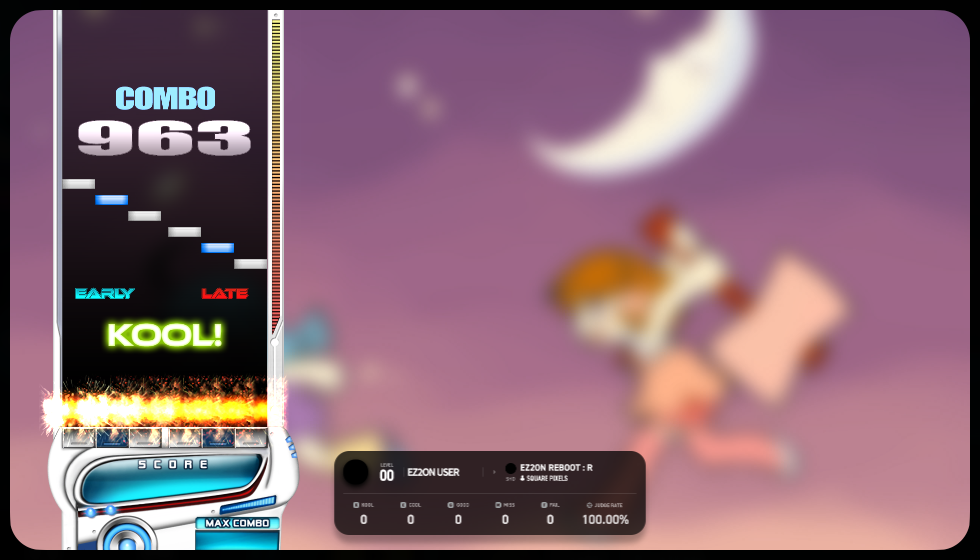 COMBO
963
EARLY LATE
KOOL!
SCORE
MAX COMBO
LEVEL
00 EZ2ON USER
EZ2ON REBOOT : R
SQUARE PIXELS
KOOL COOL GOOD MISS FAIL JUDGE RATE
0 0 0 0 0 100.00%